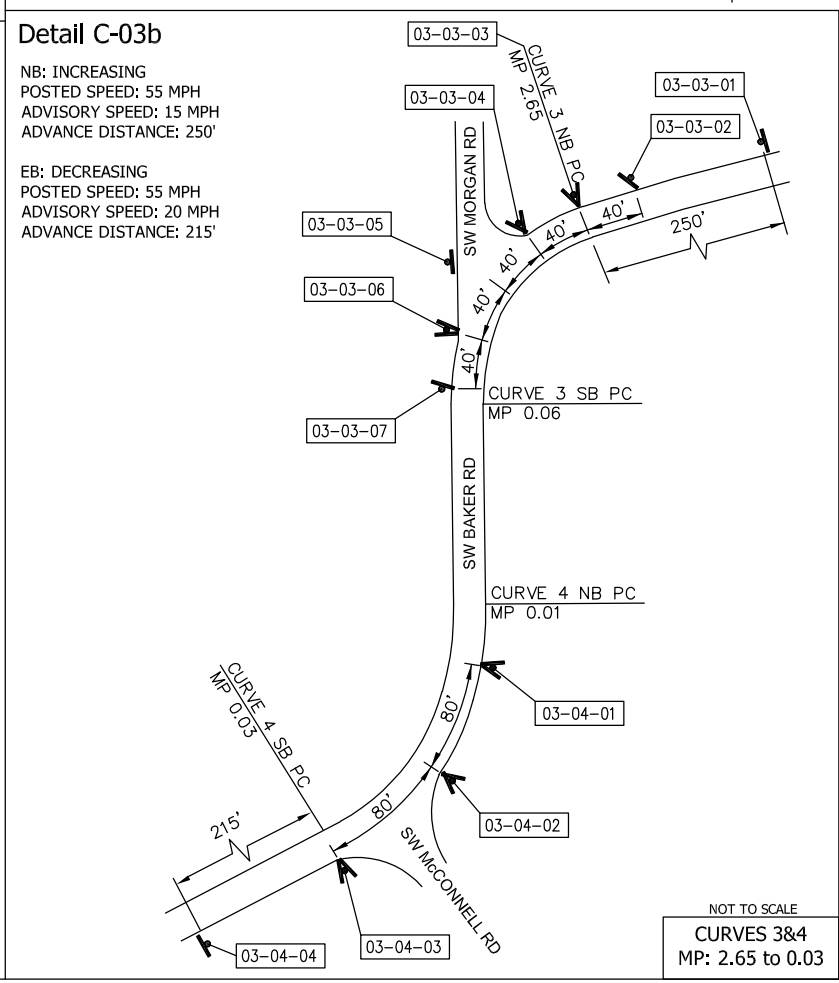 Detail C-03b
NB: INCREASING
POSTED SPEED: 55 MPH
ADVISORY SPEED: 15 MPH
ADVANCE DISTANCE: 250'
EB: DECREASING
POSTED SPEED: 55 MPH
ADVISORY SPEED: 20 MPH
ADVANCE DISTANCE: 215'
03-03-03
CURVE 3 NB PC
MP 2.65
03-03-04
03-03-01
03-03-02
SW MORGAN RD
03-03-05
03-03-06
03-03-07
250'
40'
40'
40'
40'
40'
CURVE 3 SB PC
MP 0.06
SW BAKER RD
CURVE 4 NB PC
MP 0.01
03-04-01
80'
CURVE 4 SB PC
MP 0.03
03-04-02
80'
215'
SW McCONNELL RD
03-04-03
03-04-04
NOT TO SCALE
CURVES 3&4
MP: 2.65 to 0.03